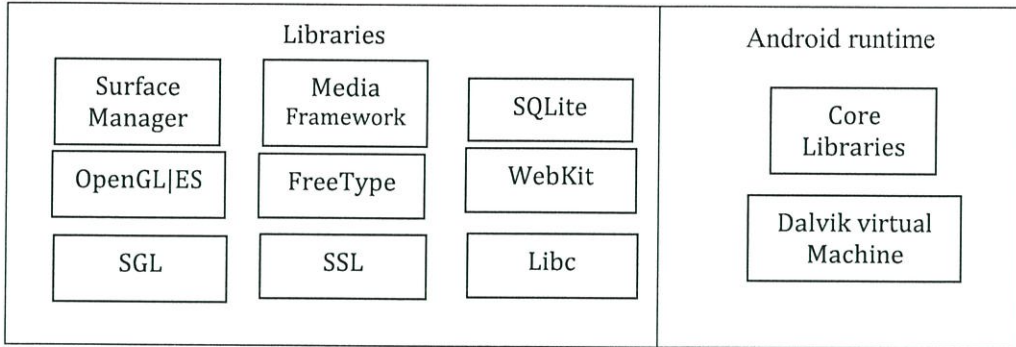 Libraries
Android runtime
Surface
Manager
Media
Framework
SQLite
Core
Libraries
OpenGL|ES
FreeType
WebKit
Dalvik virtual
Machine
SGL
SSL
Libc